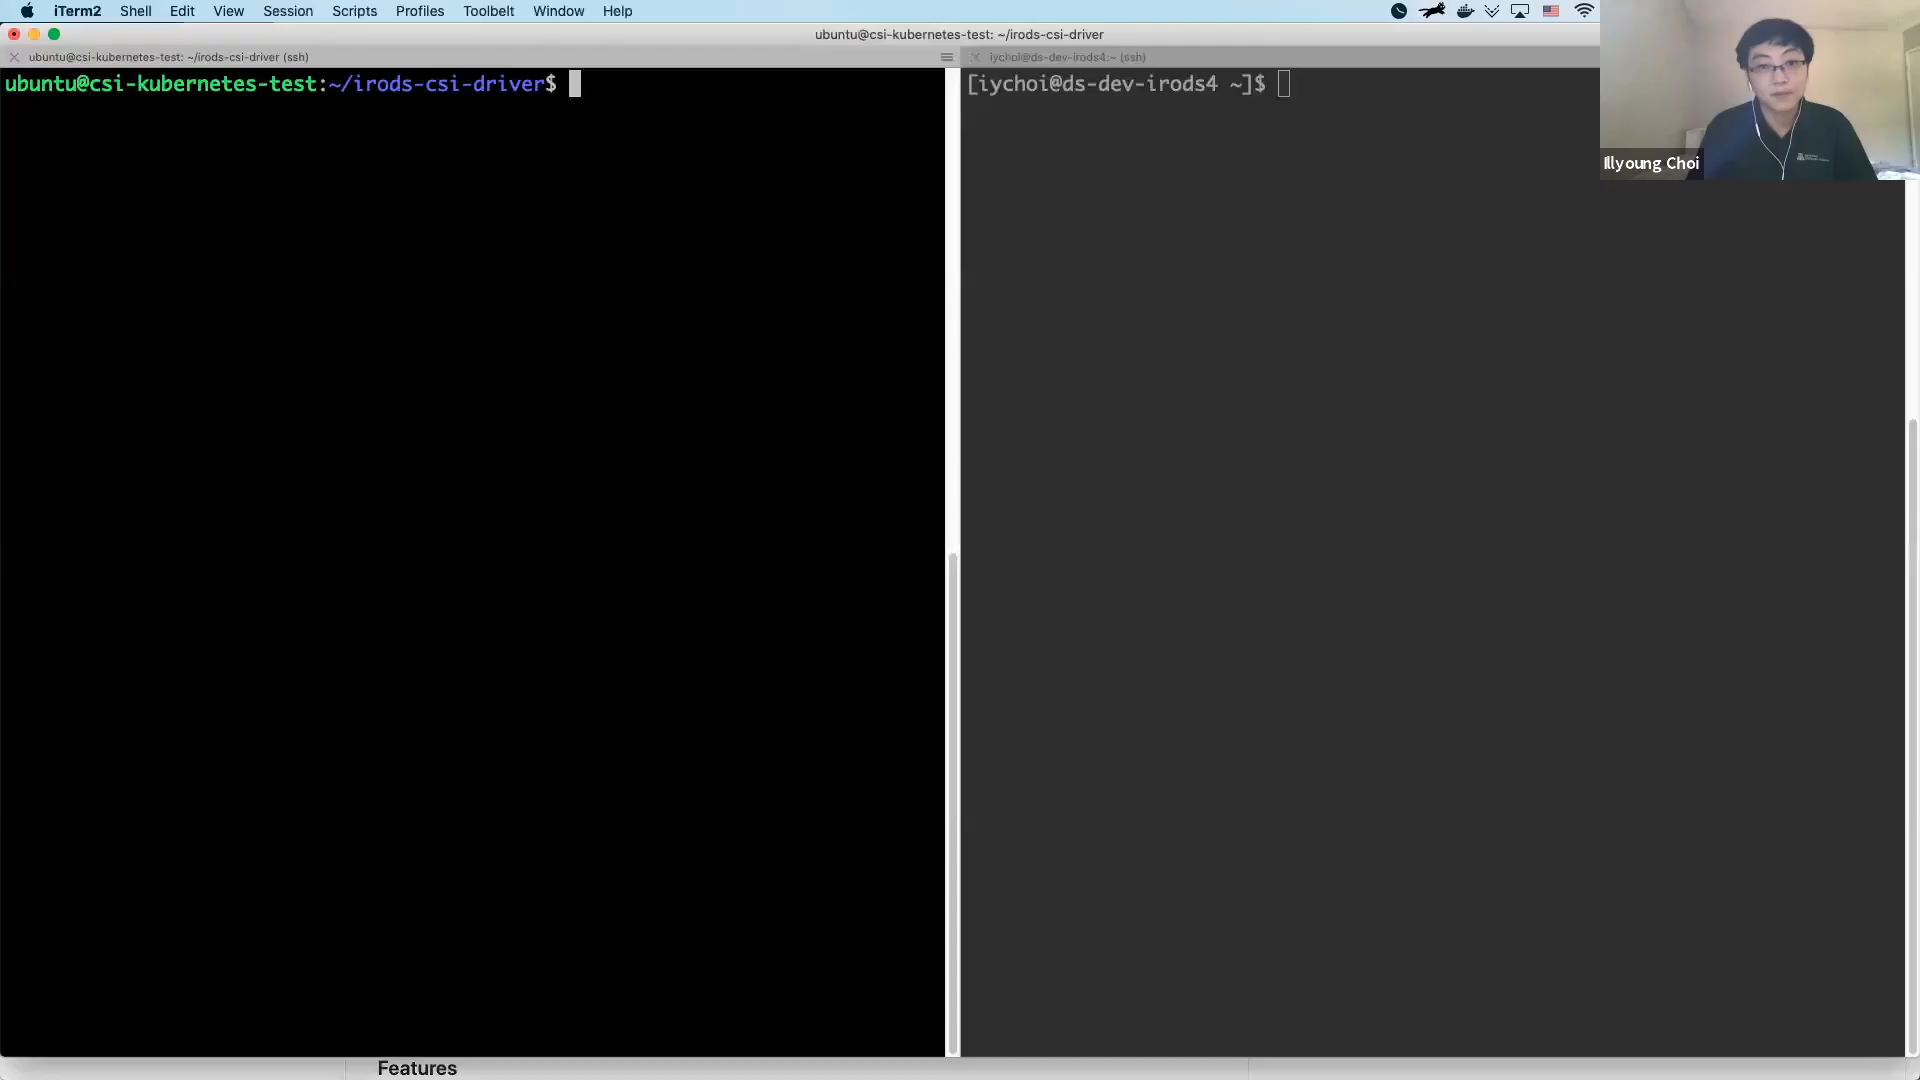 iTerm2 Shell Edit View Session Scripts Profiles Toolbelt Window Help
ubuntu@csi-kubernetes-test: ~/irods-csi-driver
ubuntu@csi-kubernetes-test: ~/irods-csi-driver (ssh)
iychoi@ds-dev-irods4:~ (ssh)
ubuntu@csi-kubernetes-test:~/irods-csi-driver$
[iychoi@ds-dev-irods4 ~]$
Illyoung Choi
Features